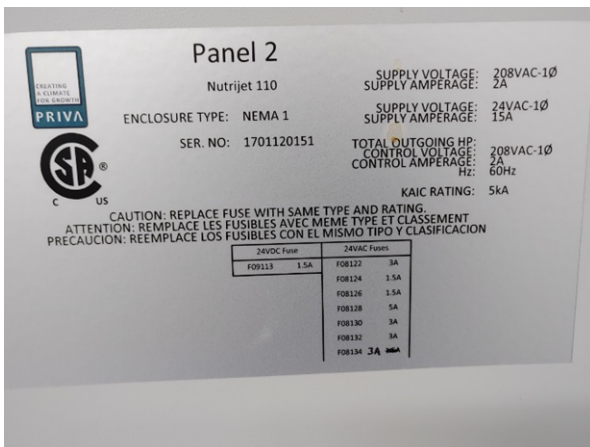 CREATING
A CLIMATE
FOR GROWTH
PRIVA
Panel 2
Nutrijet 110
ENCLOSURE TYPE: NEMA 1
SER. NO: 1701120151
SUPPLY VOLTAGE: 208VAC-1Ø
SUPPLY AMPERAGE: 2A
SUPPLY VOLTAGE: 24VAC-1Ø
SUPPLY AMPERAGE: 15A
TOTAL OUTGOING HP:
CONTROL VOLTAGE: 208VAC-1Ø
CONTROL AMPERAGE: 2A
Hz: 60Hz
KAIC RATING: 5kA
SA ®
C US
CAUTION: REPLACE FUSE WITH SAME TYPE AND RATING.
ATTENTION: REMPLACE LES FUSIBLES AVEC MEME TYPE ET CLASSEMENT
PRECAUCION: REEMPLACE LOS FUSIBLES CON EL MISMO TIPO Y CLASIFICACION
24VDC Fuse
F09113 1.5A
24VAC Fuses
F08122 3A
F08124 1.5A
F08126 1.5A
F08128 5A
F08130 3A
F08132 3A
F08134 3A